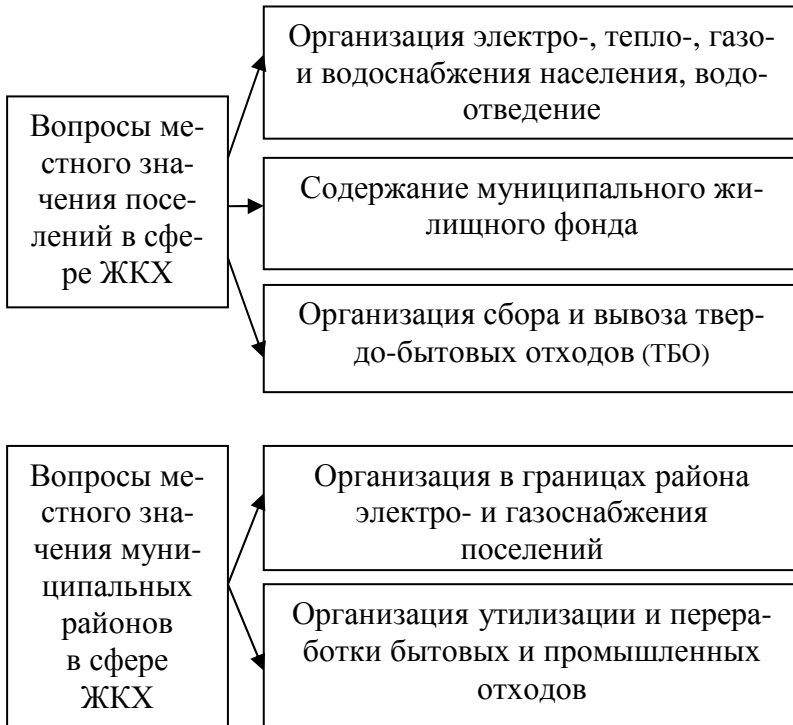 Вопросы ме-
стного зна-
чения посе-
лений в сфе-
ре ЖКХ
Организация электро-, тепло-, газо-
и водоснабжения населения, водо-
отведение
Содержание муниципального жи-
лищного фонда
Организация сбора и вывоза твер-
до-бытовых отходов (ТБО)
Вопросы ме-
стного зна-
чения муни-
ципальных
районов
в сфере
ЖКХ
Организация в границах района
электро- и газоснабжения
поселений
Организация утилизации и перера-
ботки бытовых и промышленных
отходов